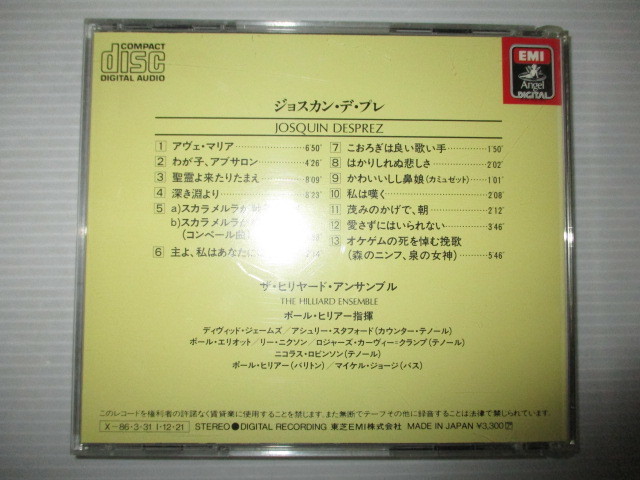 COMPACT
disc
DIGITAL AUDIO
EMI
Angel
DIGITAL
ジョスカン・デ・プレ
JOSQUIN DESPREZ
1 アヴェ・マリア 6'50"
2 わが子、アブサロン 4'26"
3 聖霊よ来たりたまえ 8'09"
4 深き淵より
5 a)スカラメルラが
b)スカラメルラが
(コンペール曲)
6 主よ、私はあなたに
7 こおろぎは良い歌い手 1'50"
8 はかりしれぬ悲しさ 2'02"
9 かわいいし鼻娘(カミュゼット) 1'01"
10 私は嘆く 2'08"
11 茂みのかげで、朝 2'12"
12 愛さずにはいられない 3'46"
13 オケゲムの死を悼む挽歌
(森のニンフ、泉の女神) 5'46"
ザ・ヒリヤード・アンサンブル
THE HILLIARD ENSEMBLE
ポール・ヒリアー指揮
デイヴィッド・ジェームズ/アシュリー・スタフォード(カウンター・テノール)
ポール・エリオット/リー・ニクソン/ロジャーズ・カーヴィー=クランプ(テノール)
ニコラス・ロビンソン(テノール)
ポール・ヒリアー(バリトン)/マイケル・ジョージ(バス)
このレコードを権利者の許諾なく賃貸業に使用することを禁じます。また無断でテープその他に録音することは法律で禁じられています。
X-86・3・31 I・12・21 STEREO●DIGITAL RECORDING 東芝EMI株式会社 MADE IN JAPAN ¥3,300